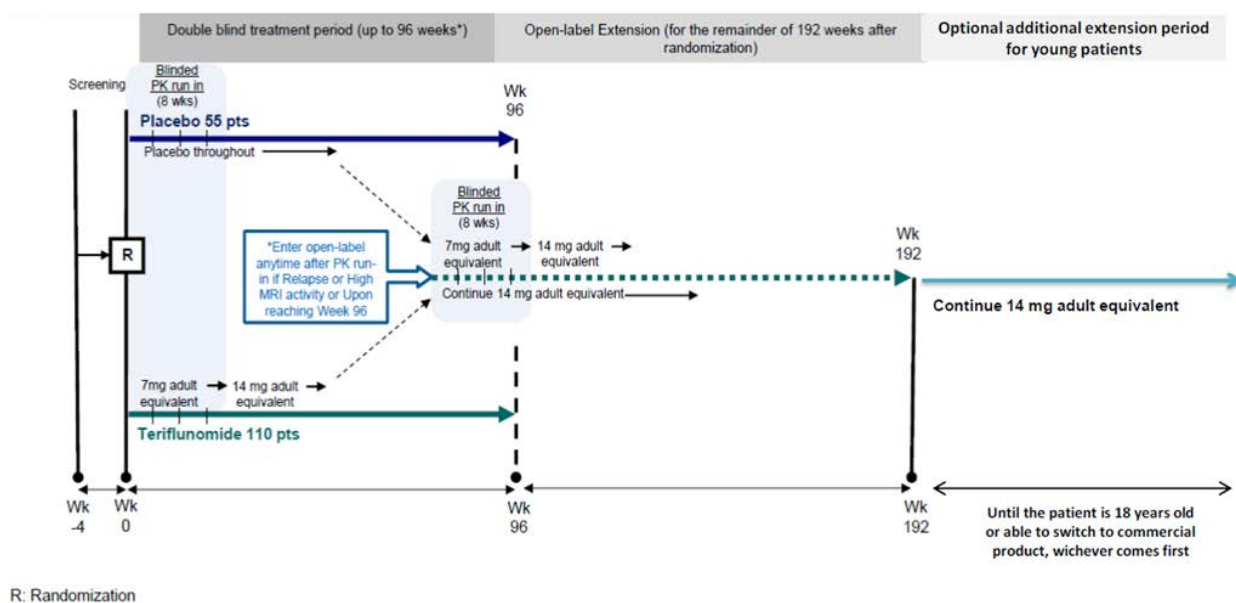 Double blind treatment period (up to 96 weeks*)
Open-label Extension (for the remainder of 192 weeks after
randomization)
Optional additional extension period
for young patients
Screening
Blinded
PK run in
(8 wks)
Wk
96
Placebo 55 pts
Placebo throughout
Blinded
PK run in
(8 wks)
R
*Enter open-label
anytime after PK run-
in if Relapse or High
MRI activity or Upon
reaching Week 96
7mg adult
equivalent
14 mg adult
equivalent
Continue 14 mg adult equivalent
Wk
192
Continue 14 mg adult equivalent
7mg adult
equivalent
14 mg adult
equivalent
Teriflunomide 110 pts
Wk
-4
Wk
0
Wk
96
Wk
192
Until the patient is 18 years old
or able to switch to commercial
product, wichever comes first
R: Randomization